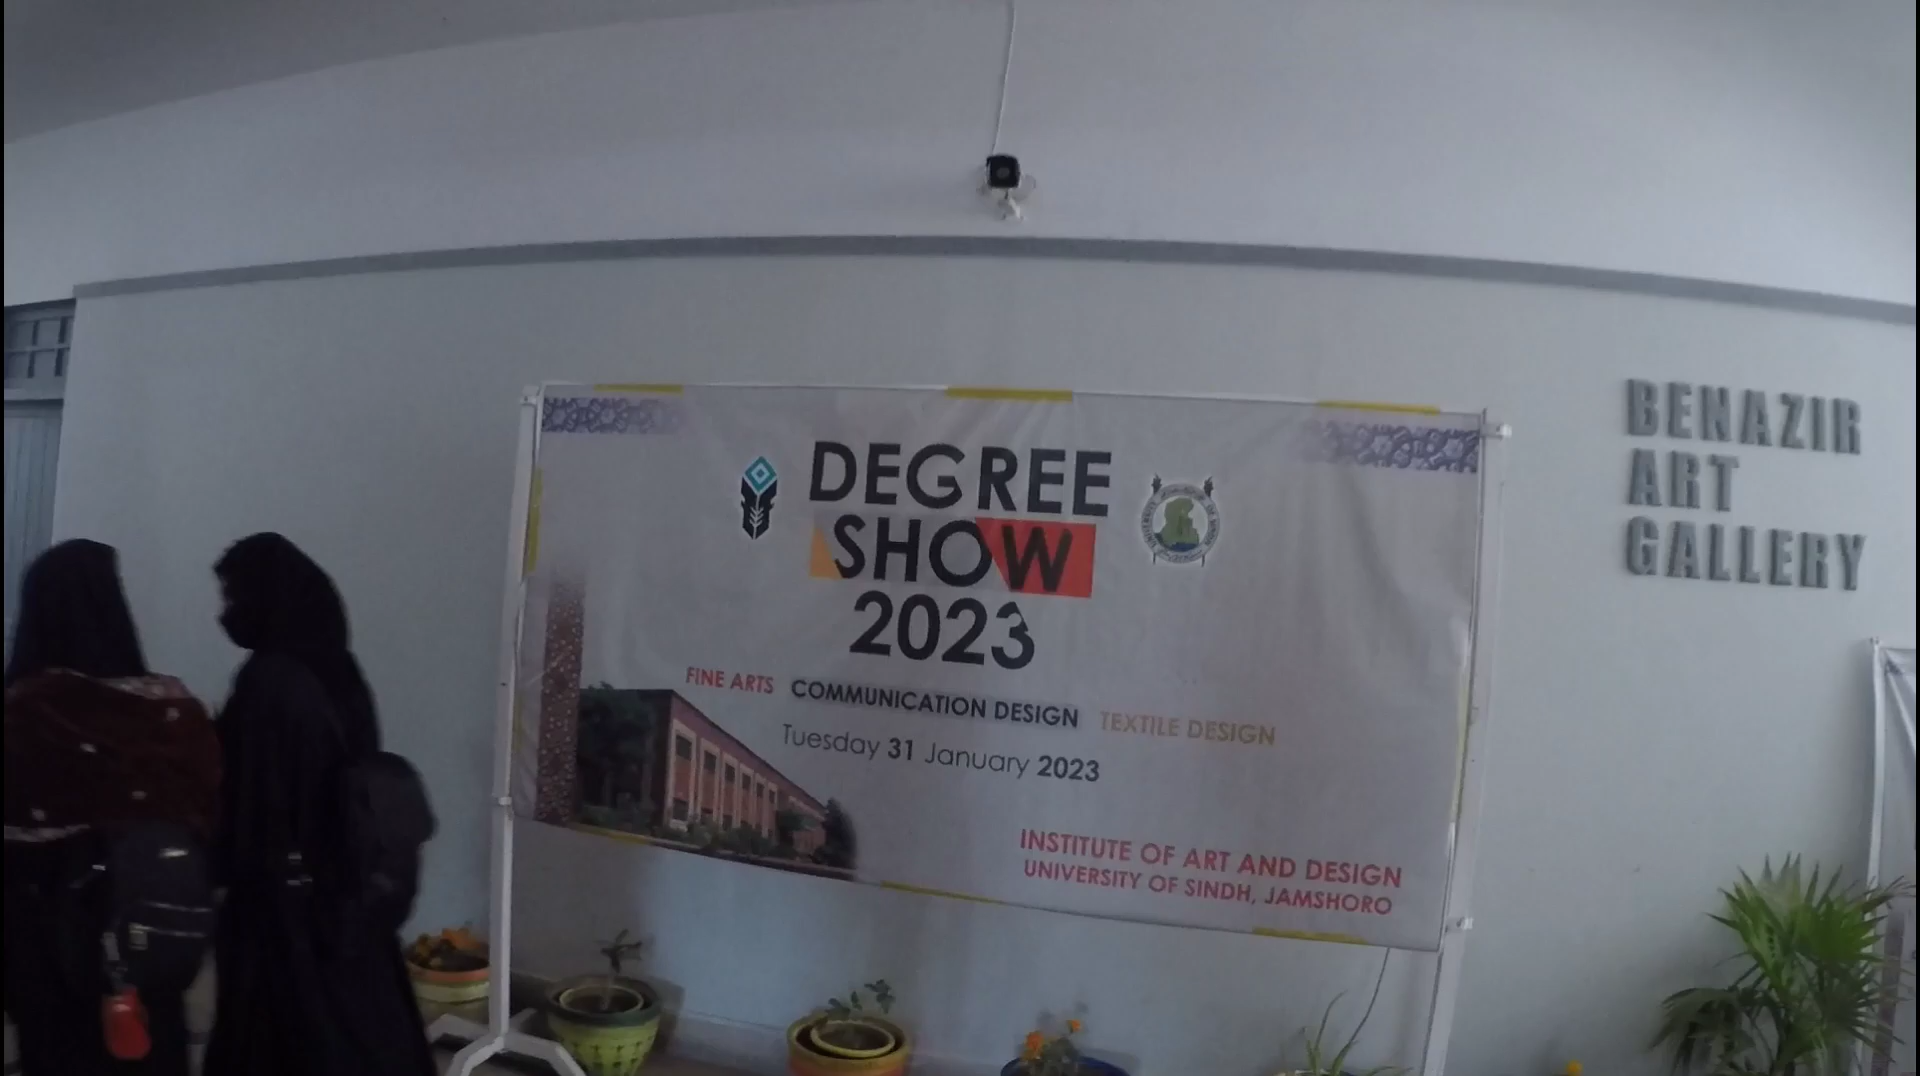 DEGREE
SHOW
2023
FINE ARTS COMMUNICATION DESIGN TEXTILE DESIGN
Tuesday 31 January 2023
INSTITUTE OF ART AND DESIGN
UNIVERSITY OF SINDH, JAMSHORO
BENAZIR
ART
GALLERY